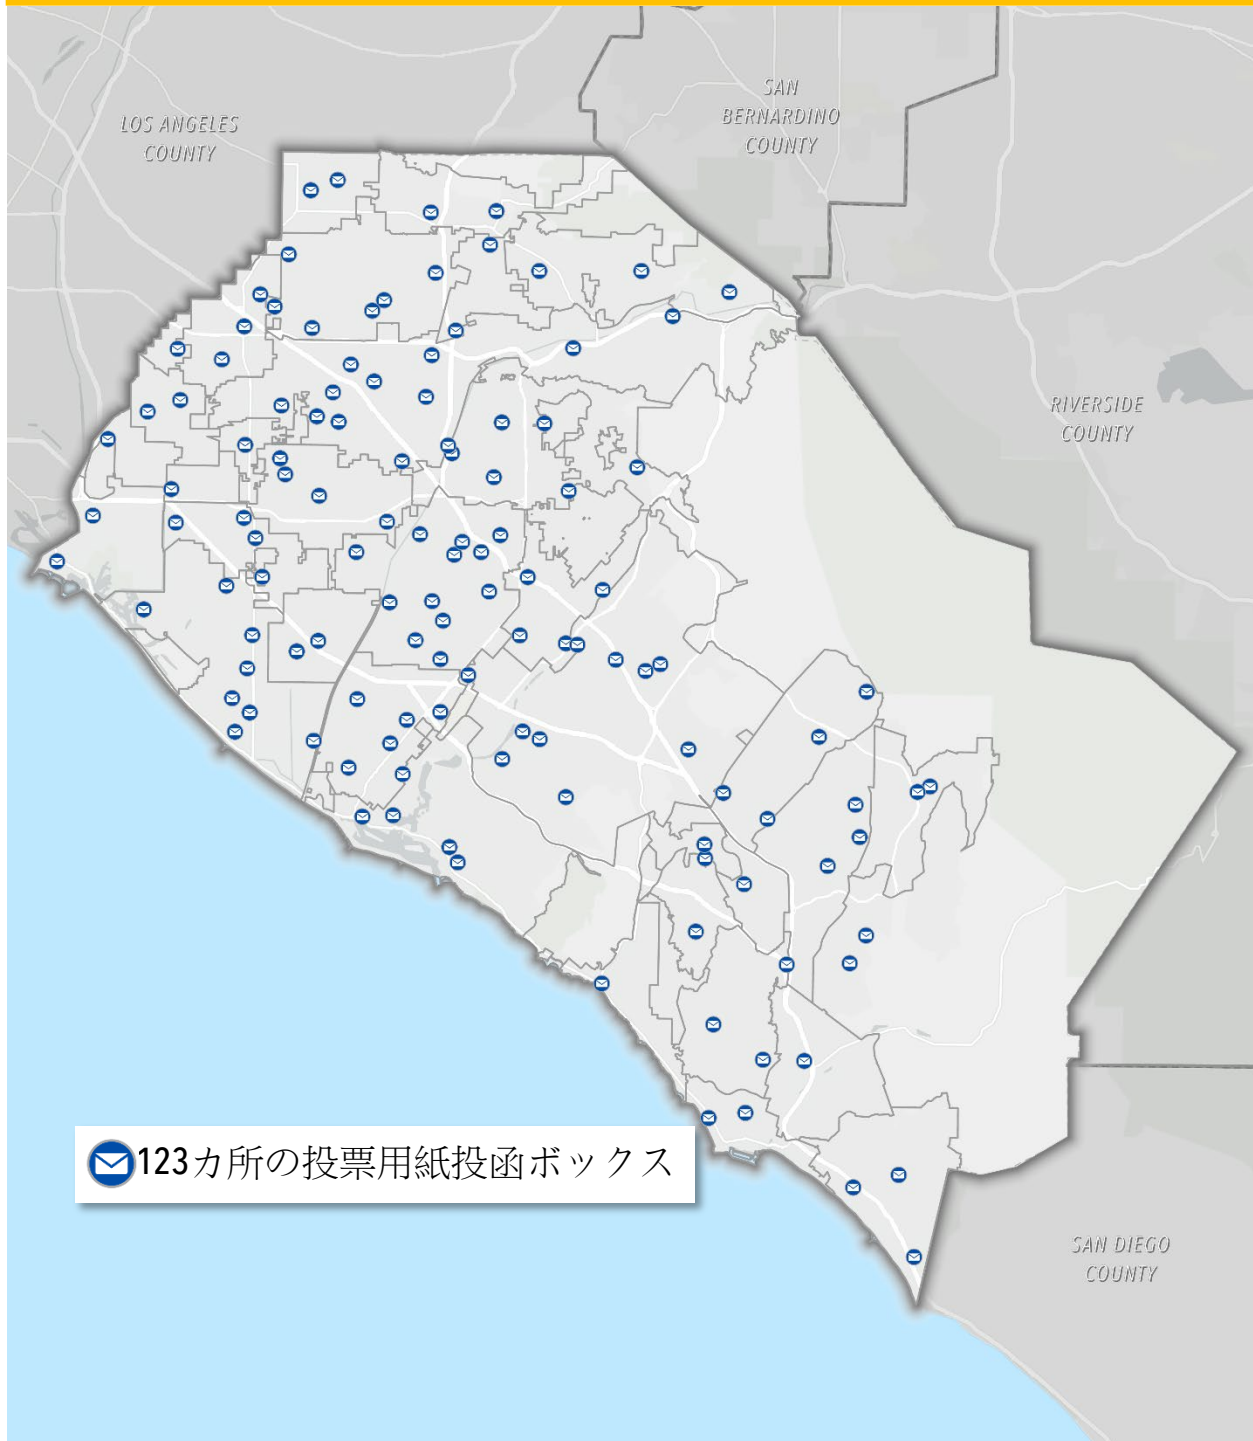 SAN
BERNARDINO
COUNTY
LOS ANGELES
COUNTY
RIVERSIDE
COUNTY
123カ所の投票用紙投函ボックス
SAN DIEGO
COUNTY